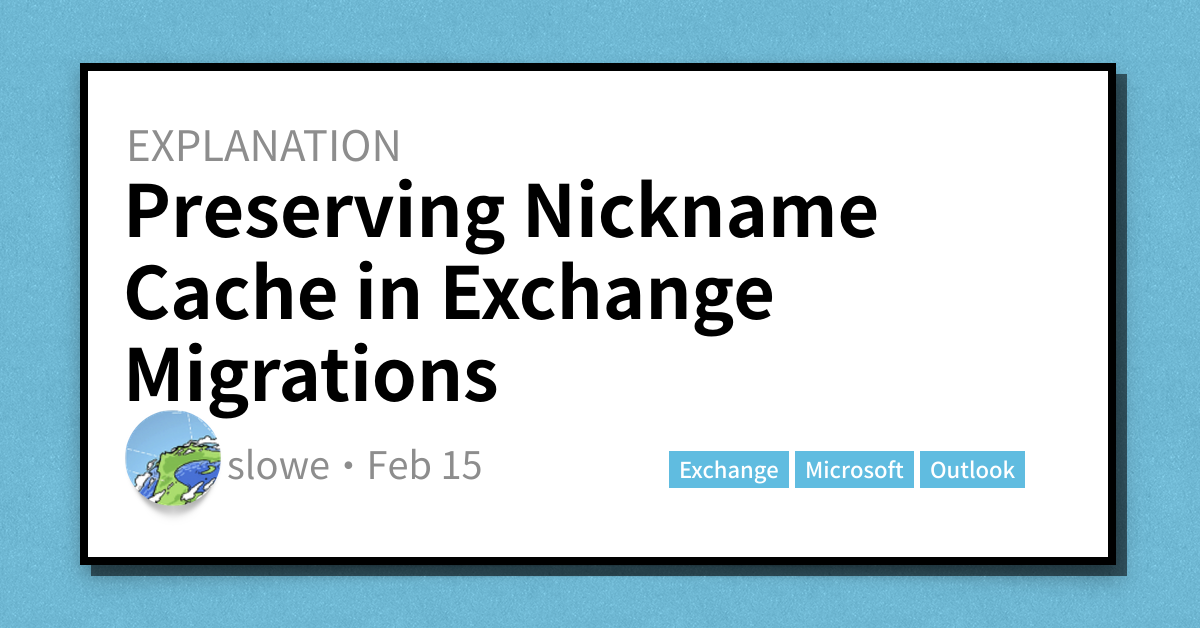 EXPLANATION
Preserving Nickname
Cache in Exchange
Migrations
slowe • Feb 15
Exchange Microsoft Outlook